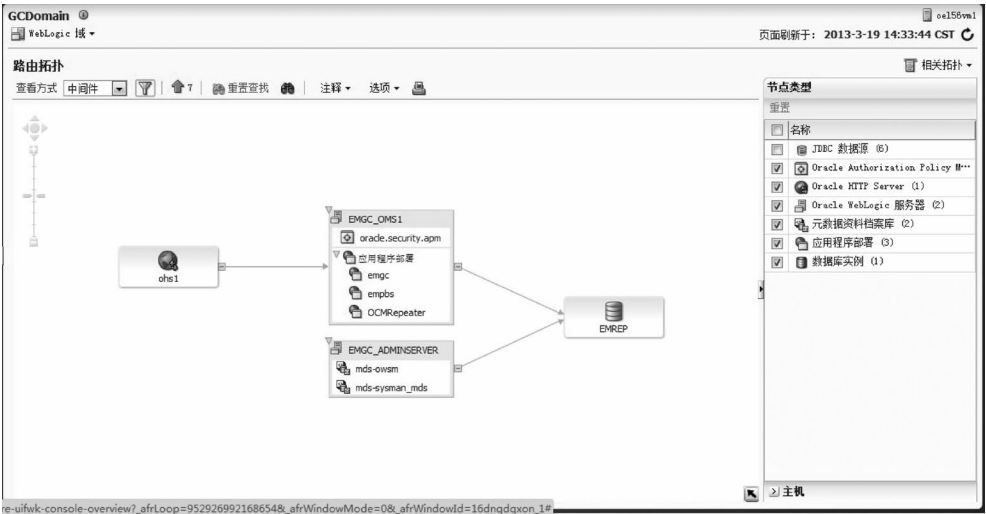 GCDomain
oel56vm1
WebLogic 域
页面刷新于: 2013-3-19 14:33:44 CST
路由拓扑
相关拓扑
查看方式 中间件 7 重置查找 注释 选项
节点类型
重置
名称
JDBC 数据源 (6)
Oracle Authorization Policy M...
Oracle HTTP Server (1)
Oracle WebLogic 服务器 (2)
元数据资料档案库 (2)
应用程序部署 (3)
数据库实例 (1)
EMGC_OMS1
oracle.security.apm
应用程序部署
emgc
empbs
OCMRepeater
ohs1
EMREP
EMGC_ADMINSERVER
mds-owsm
mds-sysman_mds
主机
re-uifwk-console-overview?_afrLoop=952926992168654&_afrWindowMode=0&_afrWindowId=16dnqdqxon_1#